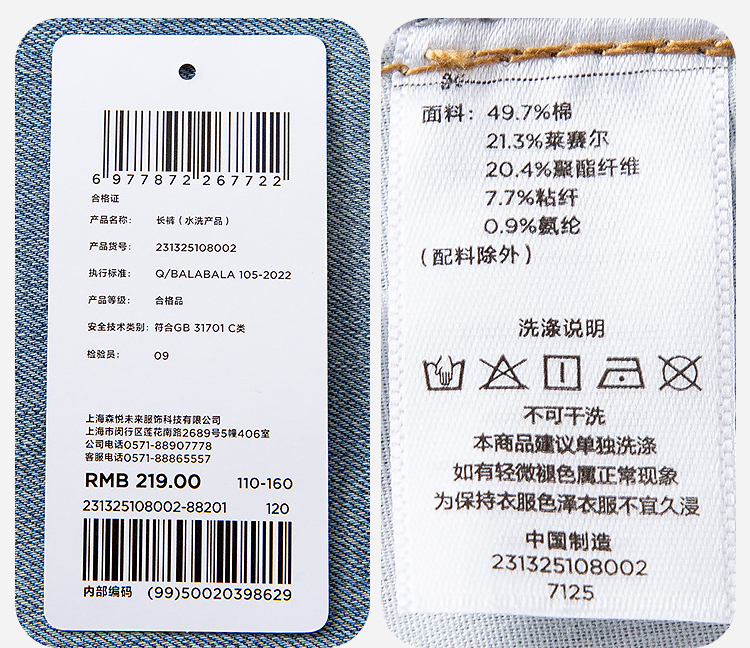 6 977872 267722
合格证
产品名称： 长裤（水洗产品）
产品货号： 231325108002
执行标准： Q/BALABALA 105-2022
产品等级： 合格品
安全技术类别：符合GB 31701 C类
检验员： 09
上海森悦未来服饰科技有限公司
上海市闵行区莲花南路2689号5幢406室
公司电话0571-88907778
客服电话0571-88865557
RMB 219.00 110-160
231325108002-88201 120
内部编码 (99)50020398629
面料：49.7%棉
21.3%莱赛尔
20.4%聚酯纤维
7.7%粘纤
0.9%氨纶
（配料除外）
洗涤说明
不可干洗
本商品建议单独洗涤
如有轻微褪色属正常现象
为保持衣服色泽衣服不宜久浸
中国制造
231325108002
7125